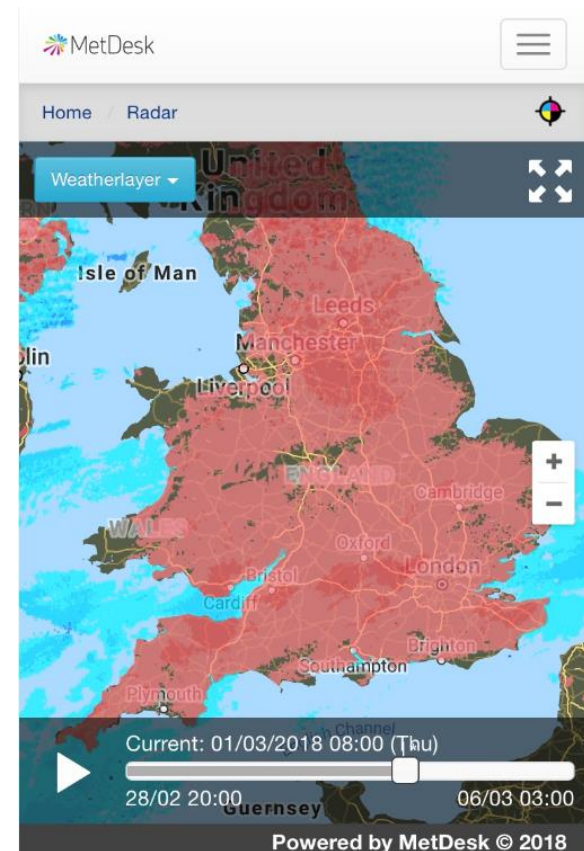 MetDesk
Home / Radar
Weatherlayer
United
Kingdom
Isle of Man
Leeds
Manchester
lin
Liverpool
ENGLAND
Cambridge
WALES
Oxford
London
Bristol
Cardiff
Brighton
Southampton
Plymouth
Channel
Current: 01/03/2018 08:00 (Thu)
28/02 20:00
06/03 03:00
Guernsey
Powered by MetDesk © 2018